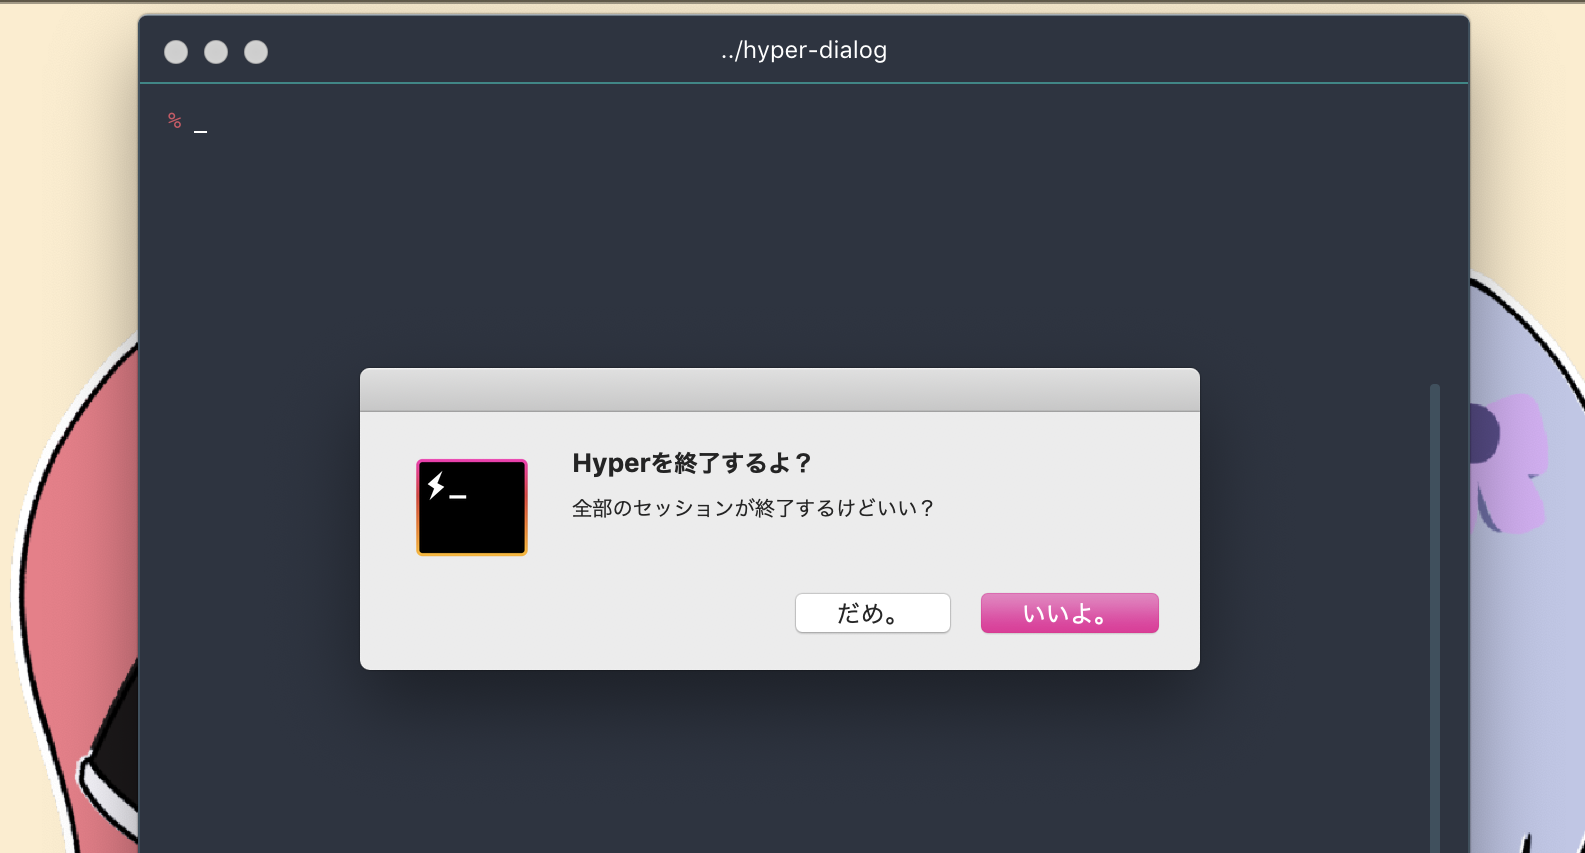 ../hyper-dialog
% _
Hyperを終了するよ？
全部のセッションが終了するけどいい？
だめ。
いいよ。